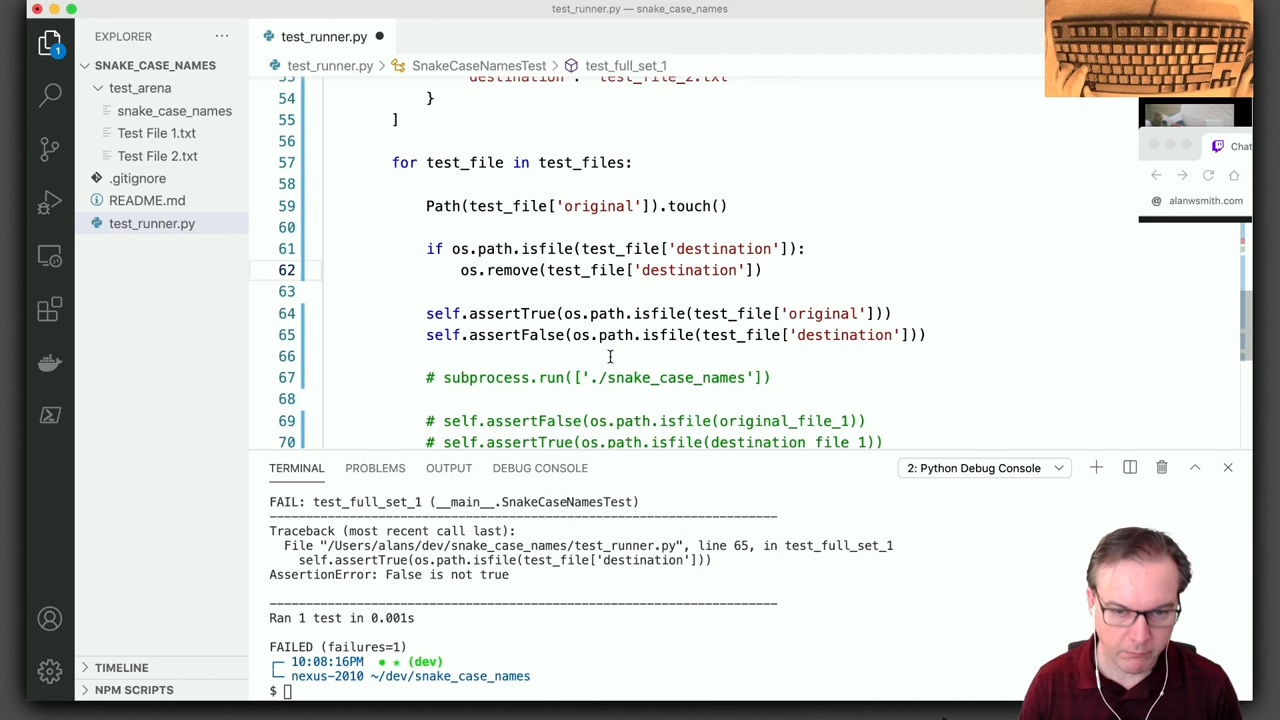 test_runner.py — snake_case_names
EXPLORER
...
test_runner.py
SNAKE_CASE_NAMES
test_runner.py > SnakeCaseNamesTest > test_full_set_1
test_arena
snake_case_names
Test File 1.txt
Test File 2.txt
.gitignore
README.md
test_runner.py
1
'destination': 'test_file_2.txt'
54 }
55 ]
56
57 for test_file in test_files:
58
59 Path(test_file['original']).touch()
60
61 if os.path.isfile(test_file['destination']):
62 os.remove(test_file['destination'])
63
64 self.assertTrue(os.path.isfile(test_file['original']))
65 self.assertFalse(os.path.isfile(test_file['destination']))
66
67 # subprocess.run(['./snake_case_names'])
68
69 # self.assertFalse(os.path.isfile(original_file_1))
70 # self.assertTrue(os.path.isfile(destination_file_1))
Chat
@ alanwsmith.com
TERMINAL PROBLEMS OUTPUT DEBUG CONSOLE
2: Python Debug Console
FAIL: test_full_set_1 (__main__.SnakeCaseNamesTest)
----------------------------------------------------------------------
Traceback (most recent call last):
File "/Users/alans/dev/snake_case_names/test_runner.py", line 65, in test_full_set_1
self.assertTrue(os.path.isfile(test_file['destination']))
AssertionError: False is not true
----------------------------------------------------------------------
Ran 1 test in 0.001s
FAILED (failures=1)
10:08:16PM ● ★ (dev)
nexus-2010 ~/dev/snake_case_names
$
TIMELINE
NPM SCRIPTS